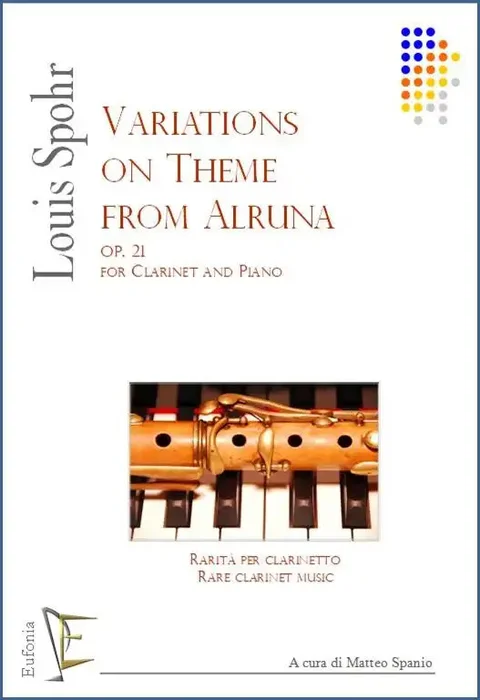 Louis Spohr
VARIATIONS
ON THEME
FROM ALRUNA
OP. 21
FOR CLARINET AND PIANO
RARITÀ PER CLARINETTO
RARE CLARINET MUSIC
Eufonia
A cura di Matteo Spanio